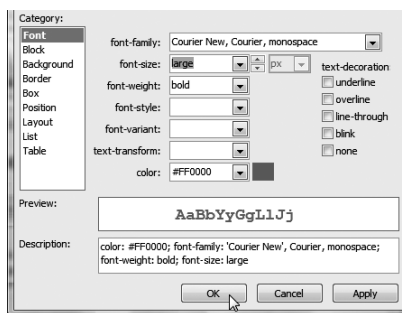 Category:
Font
Block
Background
Border
Box
Position
Layout
List
Table
font-family: Courier New, Courier, monospace
font-size: large px
font-weight: bold
font-style:
font-variant:
text-transform:
color: #FF0000
text-decoration
underline
overline
line-through
blink
none
Preview:
AaBbYyGgLlJj
Description:
color: #FF0000; font-family: 'Courier New', Courier, monospace;
font-weight: bold; font-size: large
OK Cancel Apply